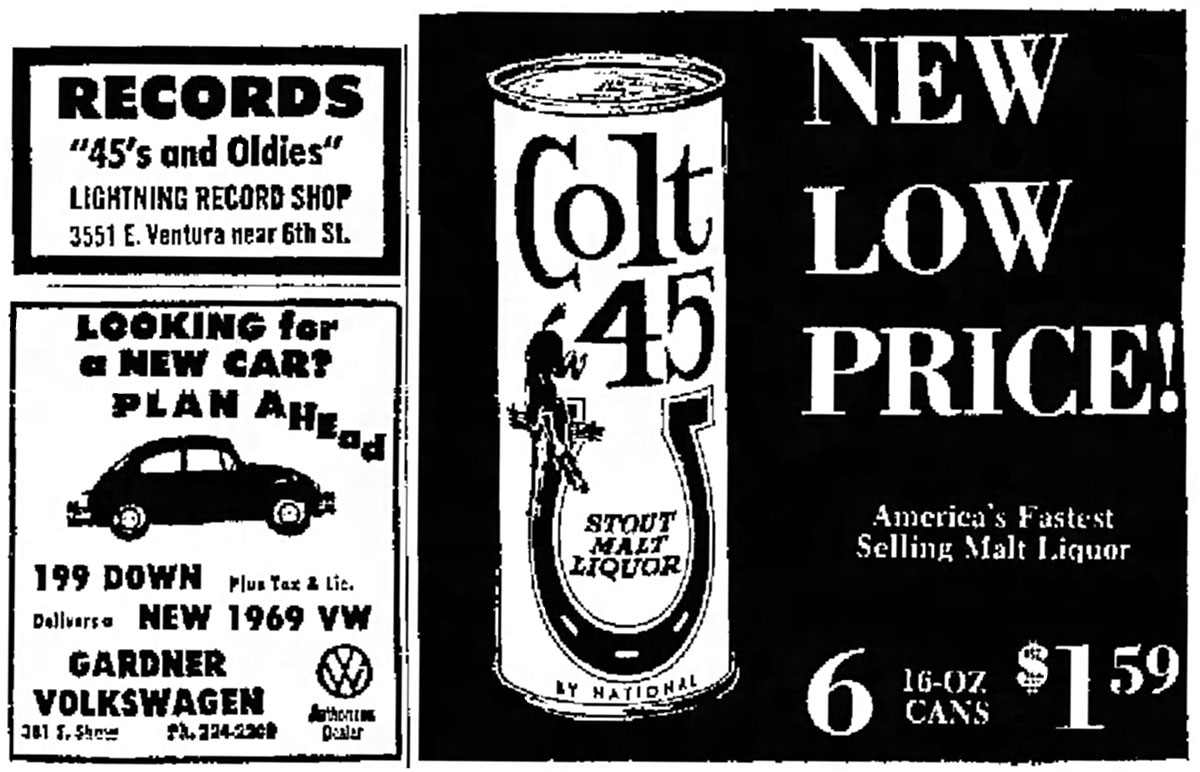 RECORDS
"45's and Oldies"
LIGHTNING RECORD SHOP
3551 E. Ventura near 6th St.
LOOKING for
a NEW CAR?
PLAN AHEad
199 DOWN Plus Tax & Lic.
Delivers a NEW 1969 VW
GARDNER
VOLKSWAGEN
Authorized
Dealer
Ph.
Colt
45
STOUT
MALT
LIQUOR
BY NATIONAL
NEW
LOW
PRICE!
America's Fastest
Selling Malt Liquor
6 16-OZ CANS $1 59